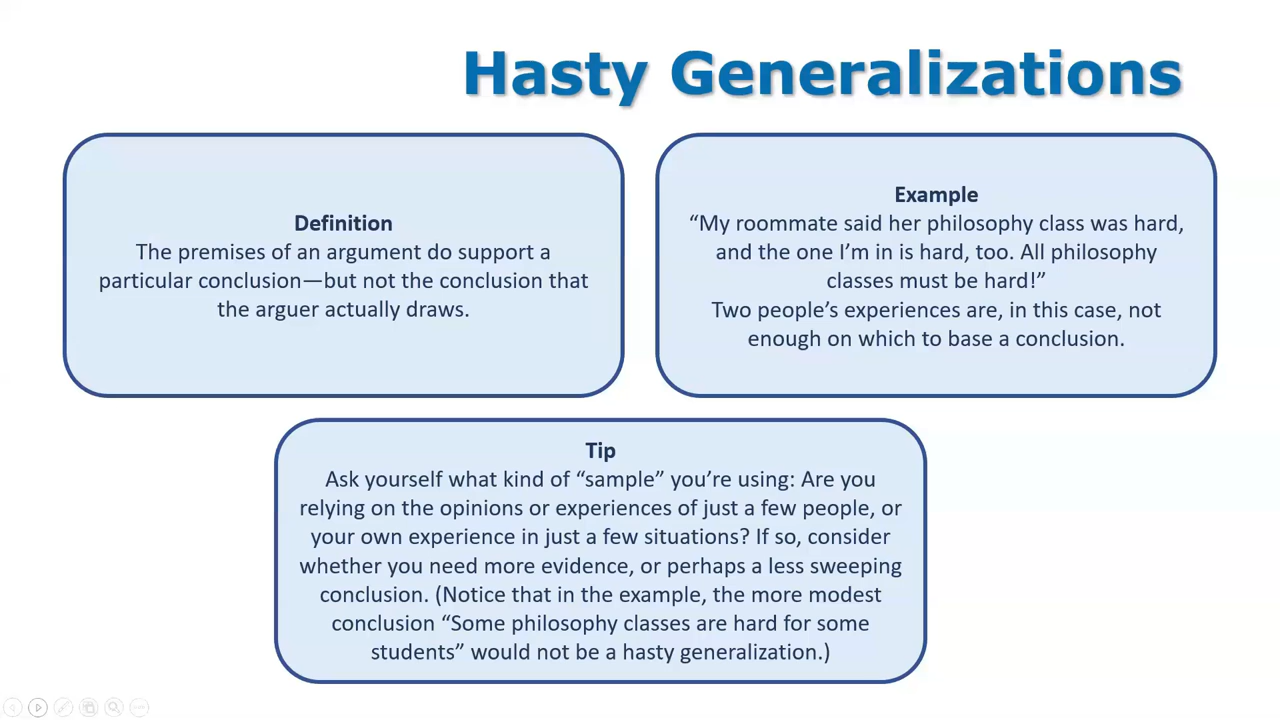 Hasty Generalizations
Definition
The premises of an argument do support a
particular conclusion—but not the conclusion that
the arguer actually draws.
Example
“My roommate said her philosophy class was hard,
and the one I’m in is hard, too. All philosophy
classes must be hard!”
Two people’s experiences are, in this case, not
enough on which to base a conclusion.
Tip
Ask yourself what kind of “sample” you’re using: Are you
relying on the opinions or experiences of just a few people, or
your own experience in just a few situations? If so, consider
whether you need more evidence, or perhaps a less sweeping
conclusion. (Notice that in the example, the more modest
conclusion “Some philosophy classes are hard for some
students” would not be a hasty generalization.)